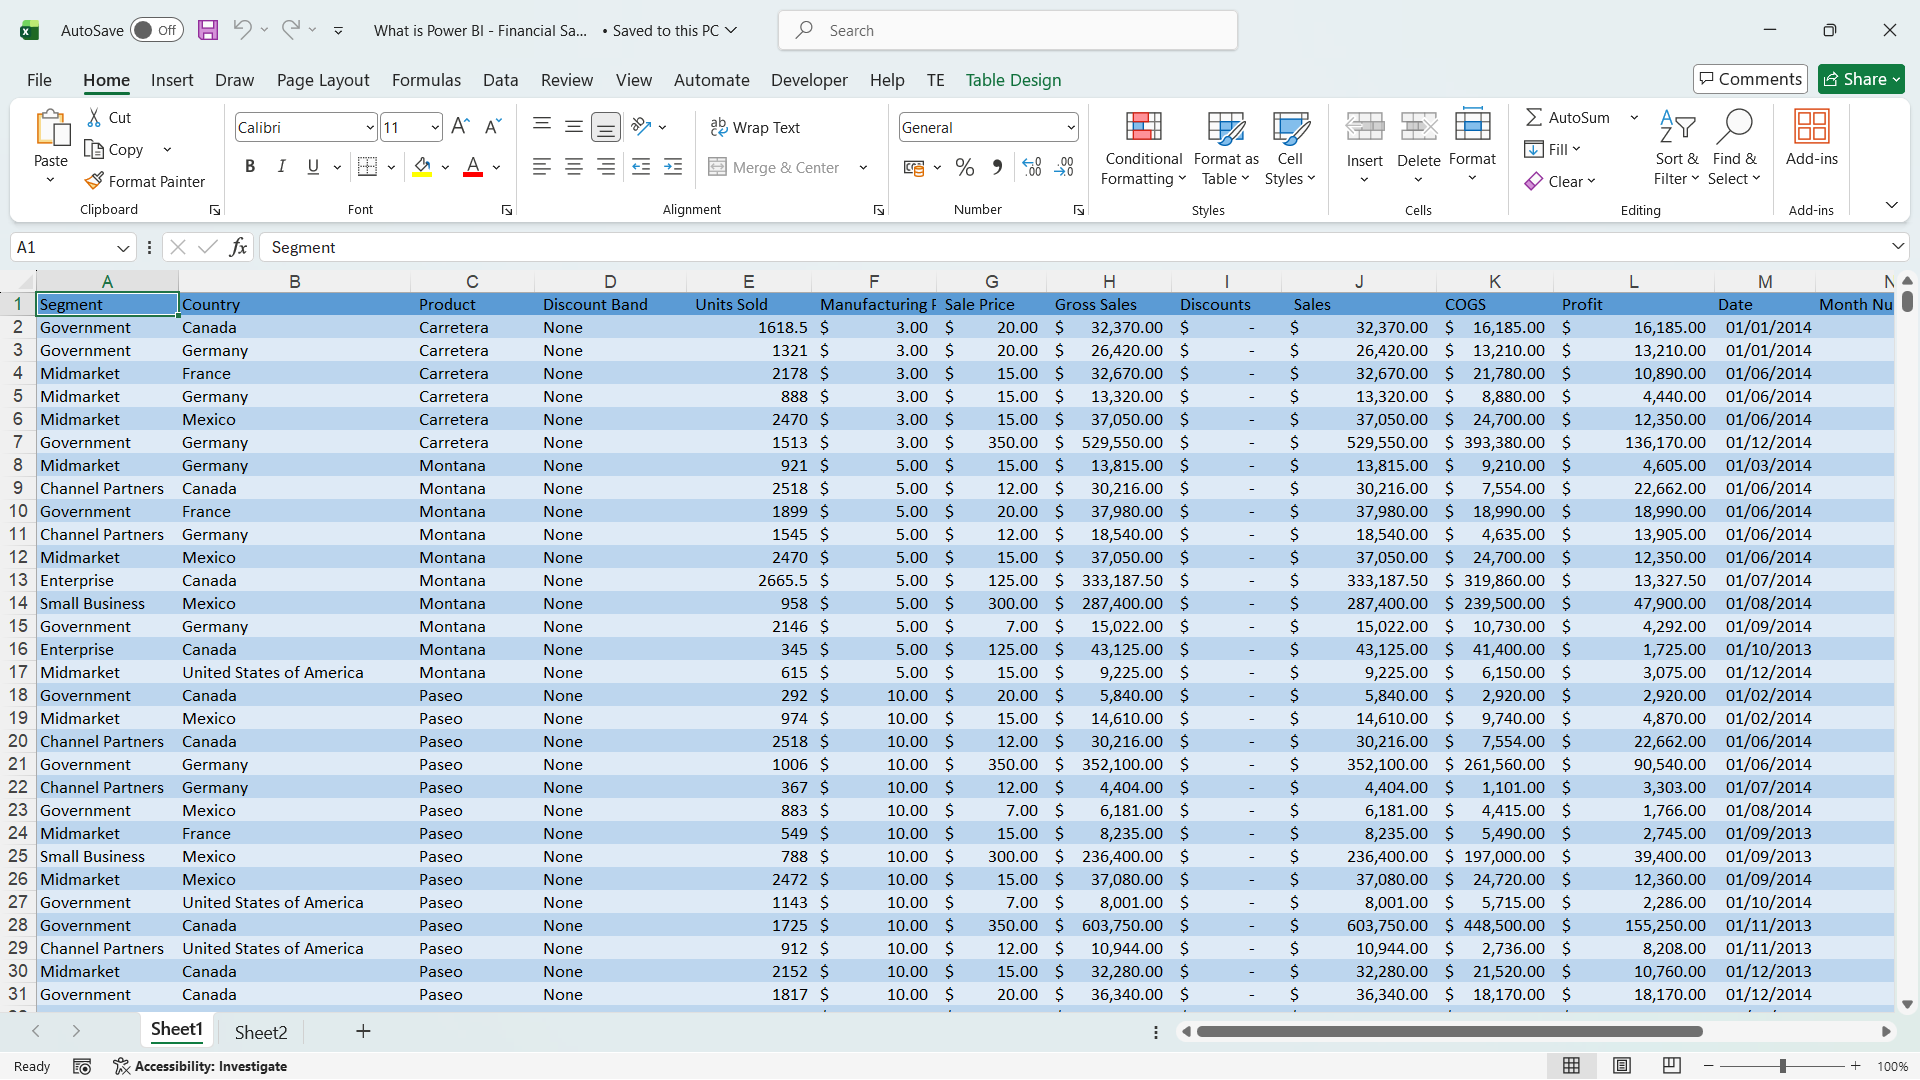 AutoSave Off What is Power BI - Financial Sa... • Saved to this PC Search
File Home Insert Draw Page Layout Formulas Data Review View Automate Developer Help TE Table Design Comments Share
Paste Cut Copy Format Painter Clipboard
Calibri 11 B I U A Font
ab Wrap Text Merge & Center Alignment
General % Number
Conditional Formatting Format as Table Cell Styles Styles
Insert Delete Format Cells
AutoSum Fill Clear Sort & Filter Find & Select Editing
Add-ins Add-ins
A1 fx Segment
A B C D E F G H I J K L M N
1 Segment Country Product Discount Band Units Sold Manufacturing P Sale Price Gross Sales Discounts Sales COGS Profit Date Month Nu
2 Government Canada Carretera None 1618.5 $ 3.00 $ 20.00 $ 32,370.00 $ - $ 32,370.00 $ 16,185.00 $ 16,185.00 01/01/2014
3 Government Germany Carretera None 1321 $ 3.00 $ 20.00 $ 26,420.00 $ - $ 26,420.00 $ 13,210.00 $ 13,210.00 01/01/2014
4 Midmarket France Carretera None 2178 $ 3.00 $ 15.00 $ 32,670.00 $ - $ 32,670.00 $ 21,780.00 $ 10,890.00 01/06/2014
5 Midmarket Germany Carretera None 888 $ 3.00 $ 15.00 $ 13,320.00 $ - $ 13,320.00 $ 8,880.00 $ 4,440.00 01/06/2014
6 Midmarket Mexico Carretera None 2470 $ 3.00 $ 15.00 $ 37,050.00 $ - $ 37,050.00 $ 24,700.00 $ 12,350.00 01/06/2014
7 Government Germany Carretera None 1513 $ 3.00 $ 350.00 $ 529,550.00 $ - $ 529,550.00 $ 393,380.00 $ 136,170.00 01/12/2014
8 Midmarket Germany Montana None 921 $ 5.00 $ 15.00 $ 13,815.00 $ - $ 13,815.00 $ 9,210.00 $ 4,605.00 01/03/2014
9 Channel Partners Canada Montana None 2518 $ 5.00 $ 12.00 $ 30,216.00 $ - $ 30,216.00 $ 7,554.00 $ 22,662.00 01/06/2014
10 Government France Montana None 1899 $ 5.00 $ 20.00 $ 37,980.00 $ - $ 37,980.00 $ 18,990.00 $ 18,990.00 01/06/2014
11 Channel Partners Germany Montana None 1545 $ 5.00 $ 12.00 $ 18,540.00 $ - $ 18,540.00 $ 4,635.00 $ 13,905.00 01/06/2014
12 Midmarket Mexico Montana None 2470 $ 5.00 $ 15.00 $ 37,050.00 $ - $ 37,050.00 $ 24,700.00 $ 12,350.00 01/06/2014
13 Enterprise Canada Montana None 2665.5 $ 5.00 $ 125.00 $ 333,187.50 $ - $ 333,187.50 $ 319,860.00 $ 13,327.50 01/07/2014
14 Small Business Mexico Montana None 958 $ 5.00 $ 300.00 $ 287,400.00 $ - $ 287,400.00 $ 239,500.00 $ 47,900.00 01/08/2014
15 Government Germany Montana None 2146 $ 5.00 $ 7.00 $ 15,022.00 $ - $ 15,022.00 $ 10,730.00 $ 4,292.00 01/09/2014
16 Enterprise Canada Montana None 345 $ 5.00 $ 125.00 $ 43,125.00 $ - $ 43,125.00 $ 41,400.00 $ 1,725.00 01/10/2013
17 Midmarket United States of America Montana None 615 $ 5.00 $ 15.00 $ 9,225.00 $ - $ 9,225.00 $ 6,150.00 $ 3,075.00 01/12/2014
18 Government Canada Paseo None 292 $ 10.00 $ 20.00 $ 5,840.00 $ - $ 5,840.00 $ 2,920.00 $ 2,920.00 01/02/2014
19 Midmarket Mexico Paseo None 974 $ 10.00 $ 15.00 $ 14,610.00 $ - $ 14,610.00 $ 9,740.00 $ 4,870.00 01/02/2014
20 Channel Partners Canada Paseo None 2518 $ 10.00 $ 12.00 $ 30,216.00 $ - $ 30,216.00 $ 7,554.00 $ 22,662.00 01/06/2014
21 Government Germany Paseo None 1006 $ 10.00 $ 350.00 $ 352,100.00 $ - $ 352,100.00 $ 261,560.00 $ 90,540.00 01/06/2014
22 Channel Partners Germany Paseo None 367 $ 10.00 $ 12.00 $ 4,404.00 $ - $ 4,404.00 $ 1,101.00 $ 3,303.00 01/07/2014
23 Government Mexico Paseo None 883 $ 10.00 $ 7.00 $ 6,181.00 $ - $ 6,181.00 $ 4,415.00 $ 1,766.00 01/08/2014
24 Midmarket France Paseo None 549 $ 10.00 $ 15.00 $ 8,235.00 $ - $ 8,235.00 $ 5,490.00 $ 2,745.00 01/09/2013
25 Small Business Mexico Paseo None 788 $ 10.00 $ 300.00 $ 236,400.00 $ - $ 236,400.00 $ 197,000.00 $ 39,400.00 01/09/2013
26 Midmarket Mexico Paseo None 2472 $ 10.00 $ 15.00 $ 37,080.00 $ - $ 37,080.00 $ 24,720.00 $ 12,360.00 01/09/2014
27 Government United States of America Paseo None 1143 $ 10.00 $ 7.00 $ 8,001.00 $ - $ 8,001.00 $ 5,715.00 $ 2,286.00 01/10/2014
28 Government Canada Paseo None 1725 $ 10.00 $ 350.00 $ 603,750.00 $ - $ 603,750.00 $ 448,500.00 $ 155,250.00 01/11/2013
29 Channel Partners United States of America Paseo None 912 $ 10.00 $ 12.00 $ 10,944.00 $ - $ 10,944.00 $ 2,736.00 $ 8,208.00 01/11/2013
30 Midmarket Canada Paseo None 2152 $ 10.00 $ 15.00 $ 32,280.00 $ - $ 32,280.00 $ 21,520.00 $ 10,760.00 01/12/2013
31 Government Canada Paseo None 1817 $ 10.00 $ 20.00 $ 36,340.00 $ - $ 36,340.00 $ 18,170.00 $ 18,170.00 01/12/2014
Sheet1 Sheet2
Ready Accessibility: Investigate 100%